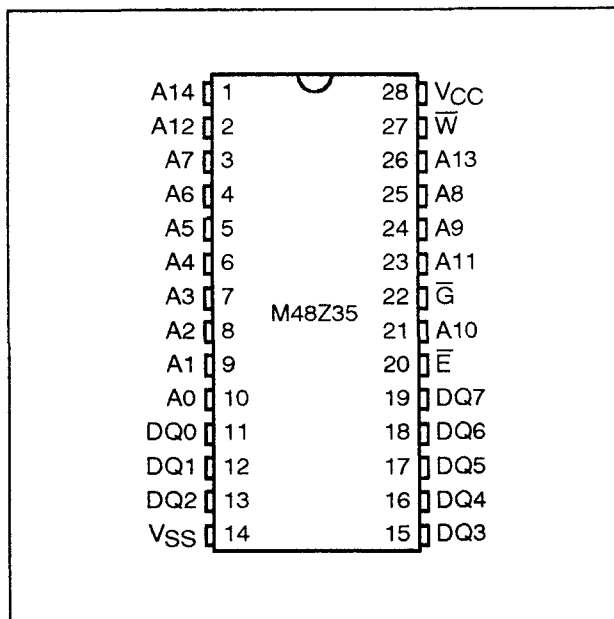 A14 1 28 VCC
A12 2 27 W̅
A7 3 26 A13
A6 4 25 A8
A5 5 24 A9
A4 6 23 A11
A3 7 22 G̅
M48Z35
A2 8 21 A10
A1 9 20 E̅
A0 10 19 DQ7
DQ0 11 18 DQ6
DQ1 12 17 DQ5
DQ2 13 16 DQ4
VSS 14 15 DQ3